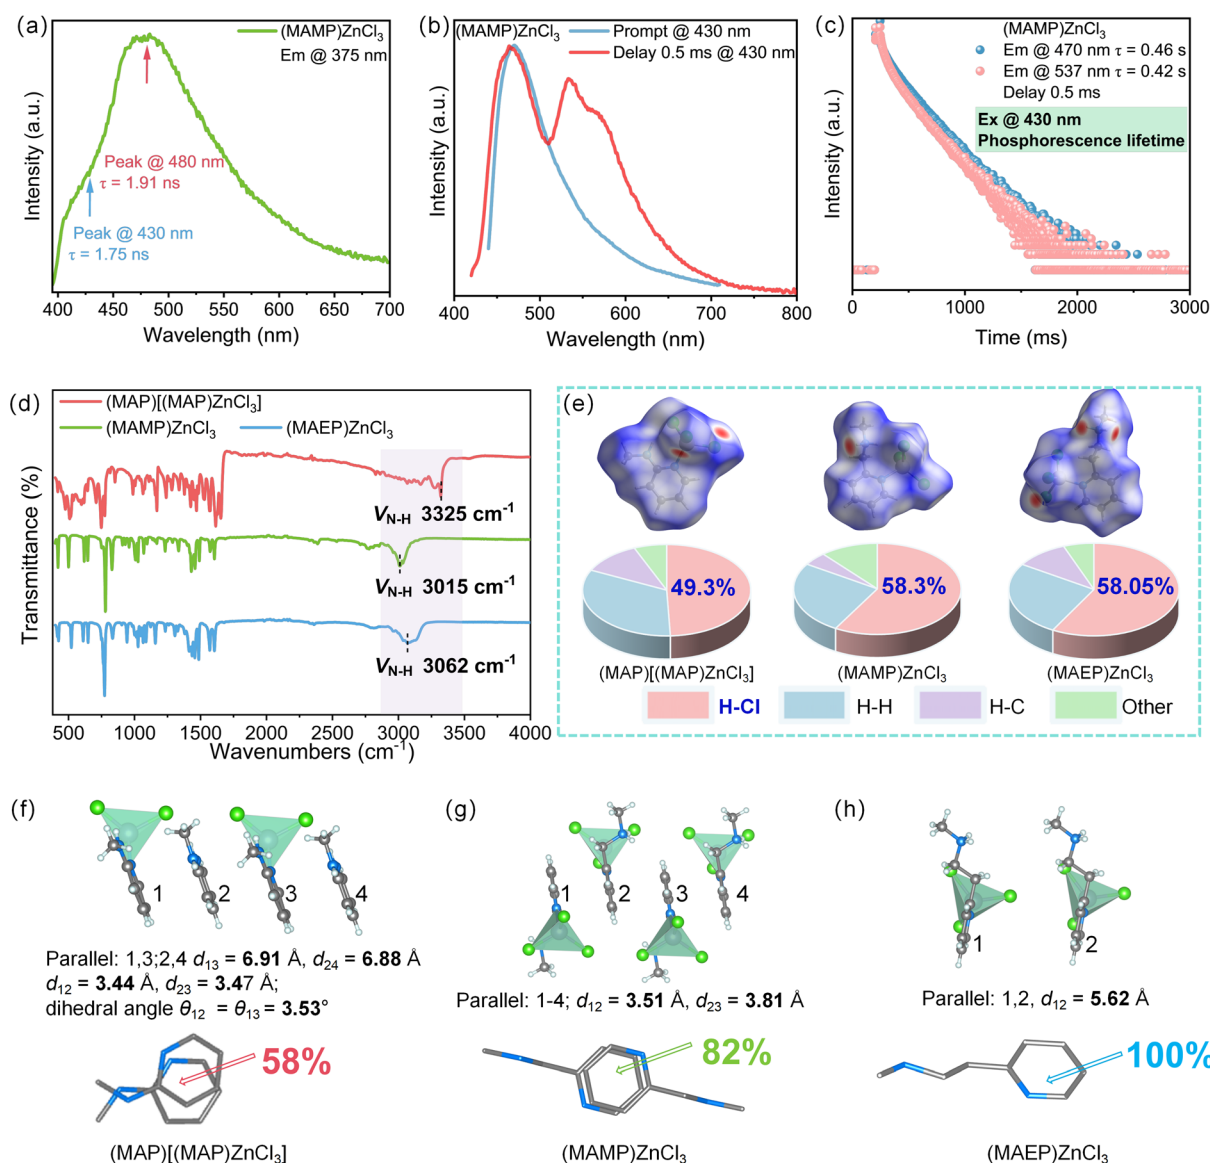 (a)
(MAMP)ZnCl₃
Em @ 375 nm
Peak @ 480 nm
τ = 1.91 ns
Peak @ 430 nm
τ = 1.75 ns
Intensity (a.u.)
400 450 500 550 600 650 700
Wavelength (nm)
(b)
(MAMP)ZnCl₃
Prompt @ 430 nm
Delay 0.5 ms @ 430 nm
Intensity (a.u.)
400 500 600 700 800
Wavelength (nm)
(c)
(MAMP)ZnCl₃
Em @ 470 nm τ = 0.46 s
Em @ 537 nm τ = 0.42 s
Delay 0.5 ms
Ex @ 430 nm
Phosphorescence lifetime
Intensity (a.u.)
0 1000 2000 3000
Time (ms)
(d)
(MAP)[(MAP)ZnCl₃]
(MAMP)ZnCl₃
(MAEP)ZnCl₃
V_N-H 3325 cm⁻¹
V_N-H 3015 cm⁻¹
V_N-H 3062 cm⁻¹
Transmittance (%)
500 1000 1500 2000 2500 3000 3500 4000
Wavenumbers (cm⁻¹)
(e)
49.3%
58.3%
58.05%
(MAP)[(MAP)ZnCl₃]
(MAMP)ZnCl₃
(MAEP)ZnCl₃
H-Cl
H-H
H-C
Other
(f)
1 2 3 4
Parallel: 1,3;2,4 d₁₃ = 6.91 Å, d₂₄ = 6.88 Å
d₁₂ = 3.44 Å, d₂₃ = 3.47 Å;
dihedral angle θ₁₂ = θ₁₃ = 3.53°
58%
(MAP)[(MAP)ZnCl₃]
(g)
1 2 3 4
Parallel: 1-4; d₁₂ = 3.51 Å, d₂₃ = 3.81 Å
82%
(MAMP)ZnCl₃
(h)
1 2
Parallel: 1,2, d₁₂ = 5.62 Å
100%
(MAEP)ZnCl₃